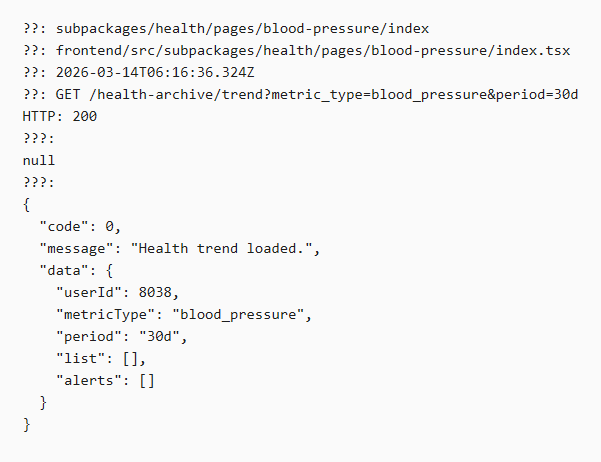 ??: subpackages/health/pages/blood-pressure/index
??: frontend/src/subpackages/health/pages/blood-pressure/index.tsx
??: 2026-03-14T06:16:36.324Z
??: GET /health-archive/trend?metric_type=blood_pressure&period=30d
HTTP: 200
???:
null
???:
{
  "code": 0,
  "message": "Health trend loaded.",
  "data": {
    "userId": 8038,
    "metricType": "blood_pressure",
    "period": "30d",
    "list": [],
    "alerts": []
  }
}